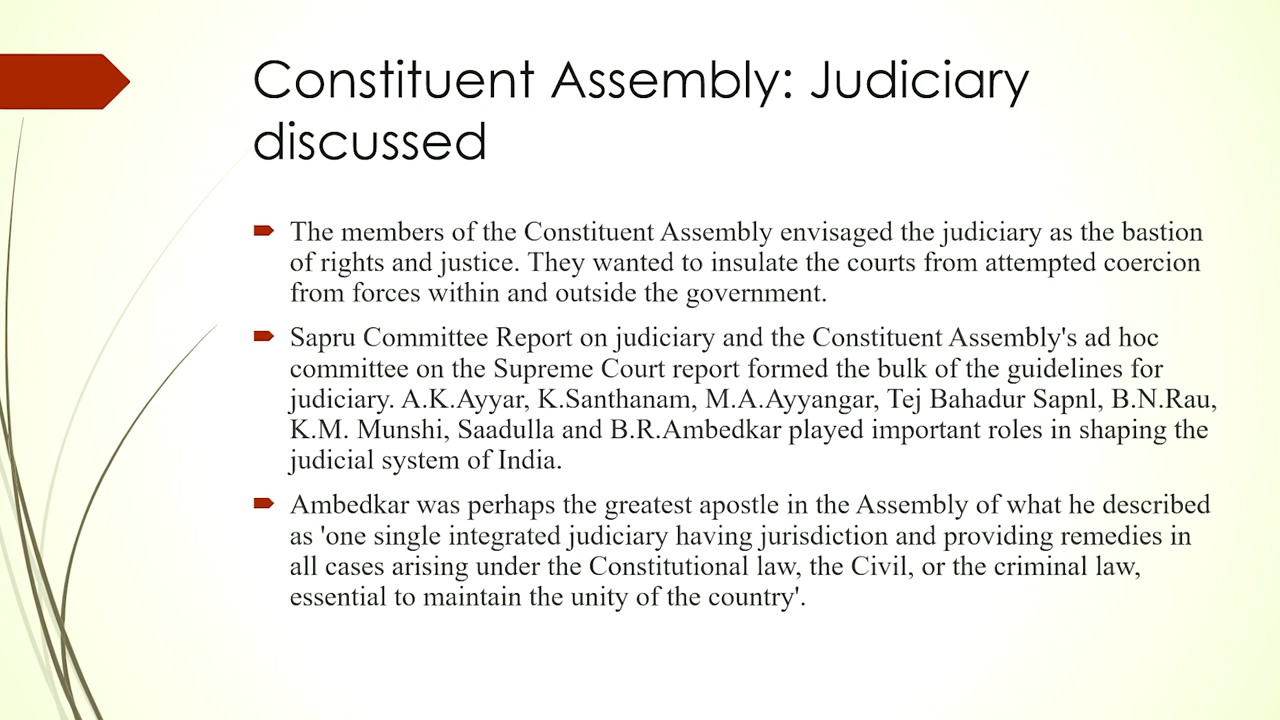 Constituent Assembly: Judiciary
discussed
The members of the Constituent Assembly envisaged the judiciary as the bastion
of rights and justice. They wanted to insulate the courts from attempted coercion
from forces within and outside the government.
Sapru Committee Report on judiciary and the Constituent Assembly's ad hoc
committee on the Supreme Court report formed the bulk of the guidelines for
judiciary. A.K.Ayyar, K.Santhanam, M.A.Ayyangar, Tej Bahadur Sapnl, B.N.Rau,
K.M. Munshi, Saadulla and B.R.Ambedkar played important roles in shaping the
judicial system of India.
Ambedkar was perhaps the greatest apostle in the Assembly of what he described
as 'one single integrated judiciary having jurisdiction and providing remedies in
all cases arising under the Constitutional law, the Civil, or the criminal law,
essential to maintain the unity of the country'.